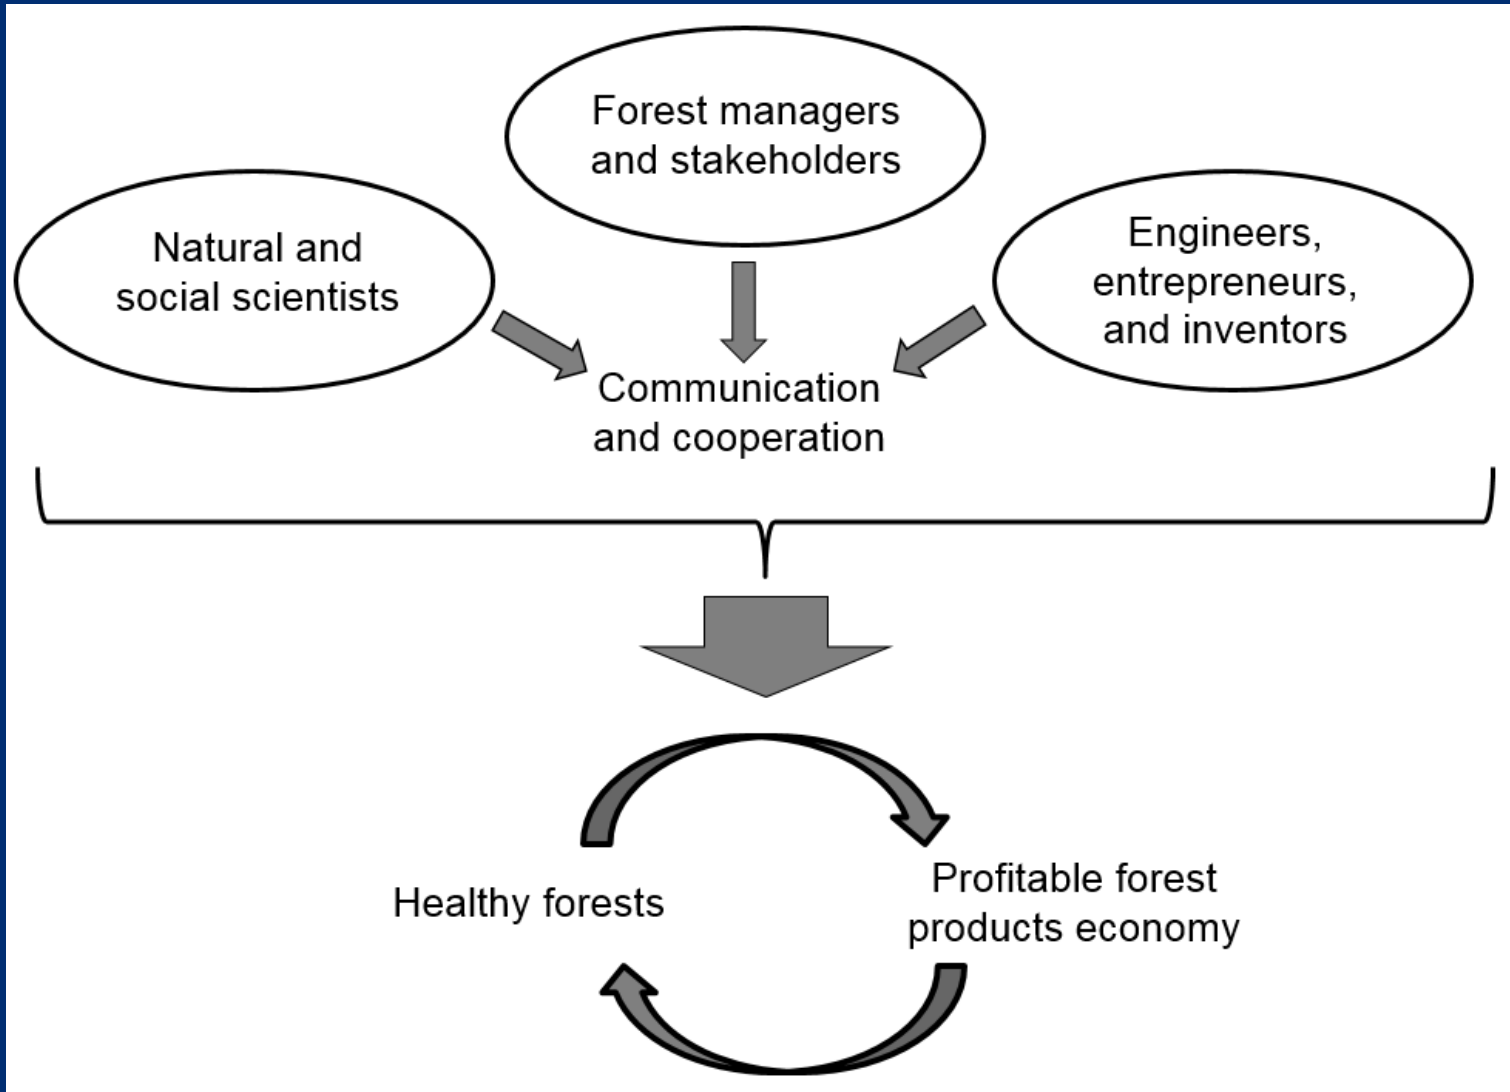 Forest managers
and stakeholders
Natural and
social scientists
Engineers,
entrepreneurs,
and inventors
Communication
and cooperation
Healthy forests
Profitable forest
products economy